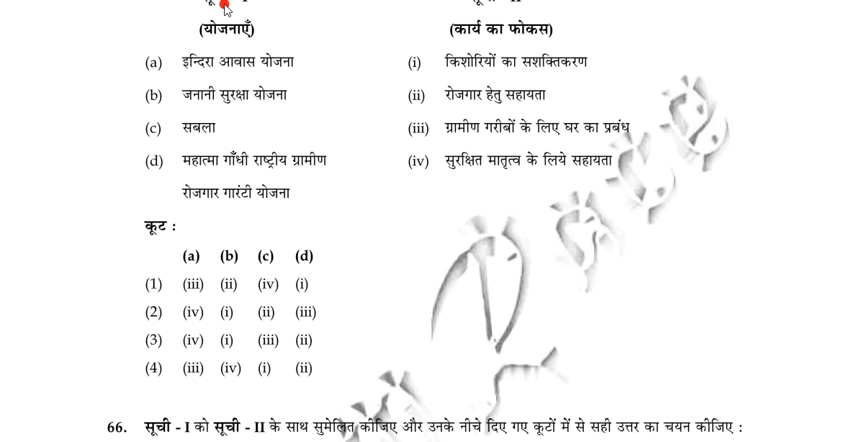 (योजनाएँ) (कार्य का फोकस)
(a) इन्दिरा आवास योजना (i) किशोरियों का सशक्तिकरण
(b) जनानी सुरक्षा योजना (ii) रोजगार हेतु सहायता
(c) सबला (iii) ग्रामीण गरीबों के लिए घर का प्रबंध
(d) महात्मा गाँधी राष्ट्रीय ग्रामीण (iv) सुरक्षित मातृत्व के लिये सहायता
रोजगार गारंटी योजना
कूट :
(a) (b) (c) (d)
(1) (iii) (ii) (iv) (i)
(2) (iv) (i) (ii) (iii)
(3) (iv) (i) (iii) (ii)
(4) (iii) (iv) (i) (ii)
66. सूची - I को सूची - II के साथ सुमेलित कीजिए और उनके नीचे दिए गए कूटों में से सही उत्तर का चयन कीजिए :